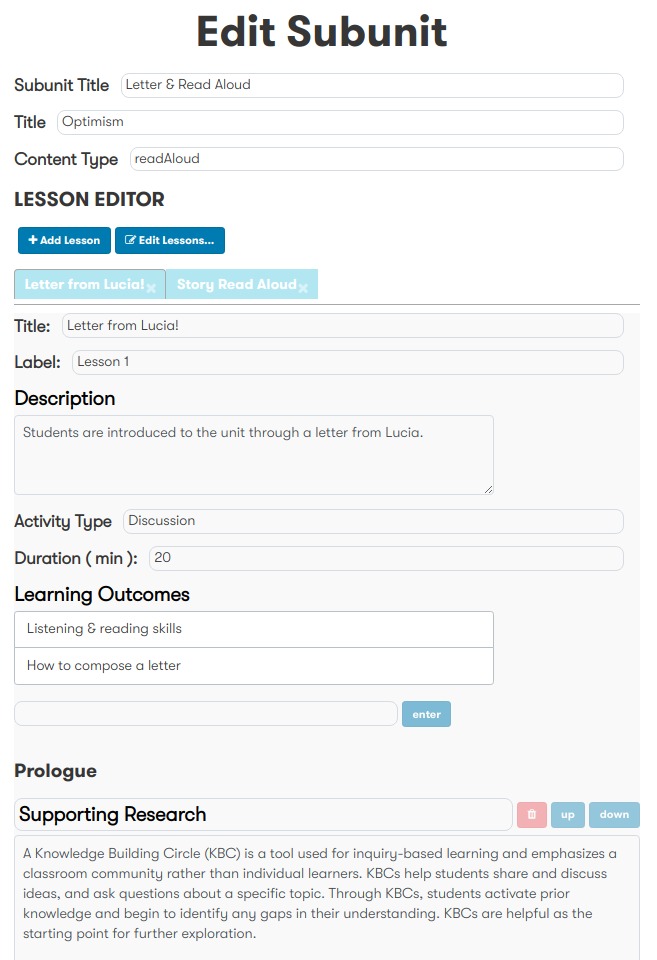 Edit Subunit
Subunit Title Letter & Read Aloud
Title Optimism
Content Type readAloud
LESSON EDITOR
+ Add Lesson Edit Lessons...
Letter from Lucia! x Story Read Aloud x
Title: Letter from Lucia!
Label: Lesson 1
Description
Students are introduced to the unit through a letter from Lucia.
Activity Type Discussion
Duration ( min ): 20
Learning Outcomes
Listening & reading skills
How to compose a letter
enter
Prologue
Supporting Research up down
A Knowledge Building Circle (KBC) is a tool used for inquiry-based learning and emphasizes a
classroom community rather than individual learners. KBCs help students share and discuss
ideas, and ask questions about a specific topic. Through KBCs, students activate prior
knowledge and begin to identify any gaps in their understanding. KBCs are helpful as the
starting point for further exploration.